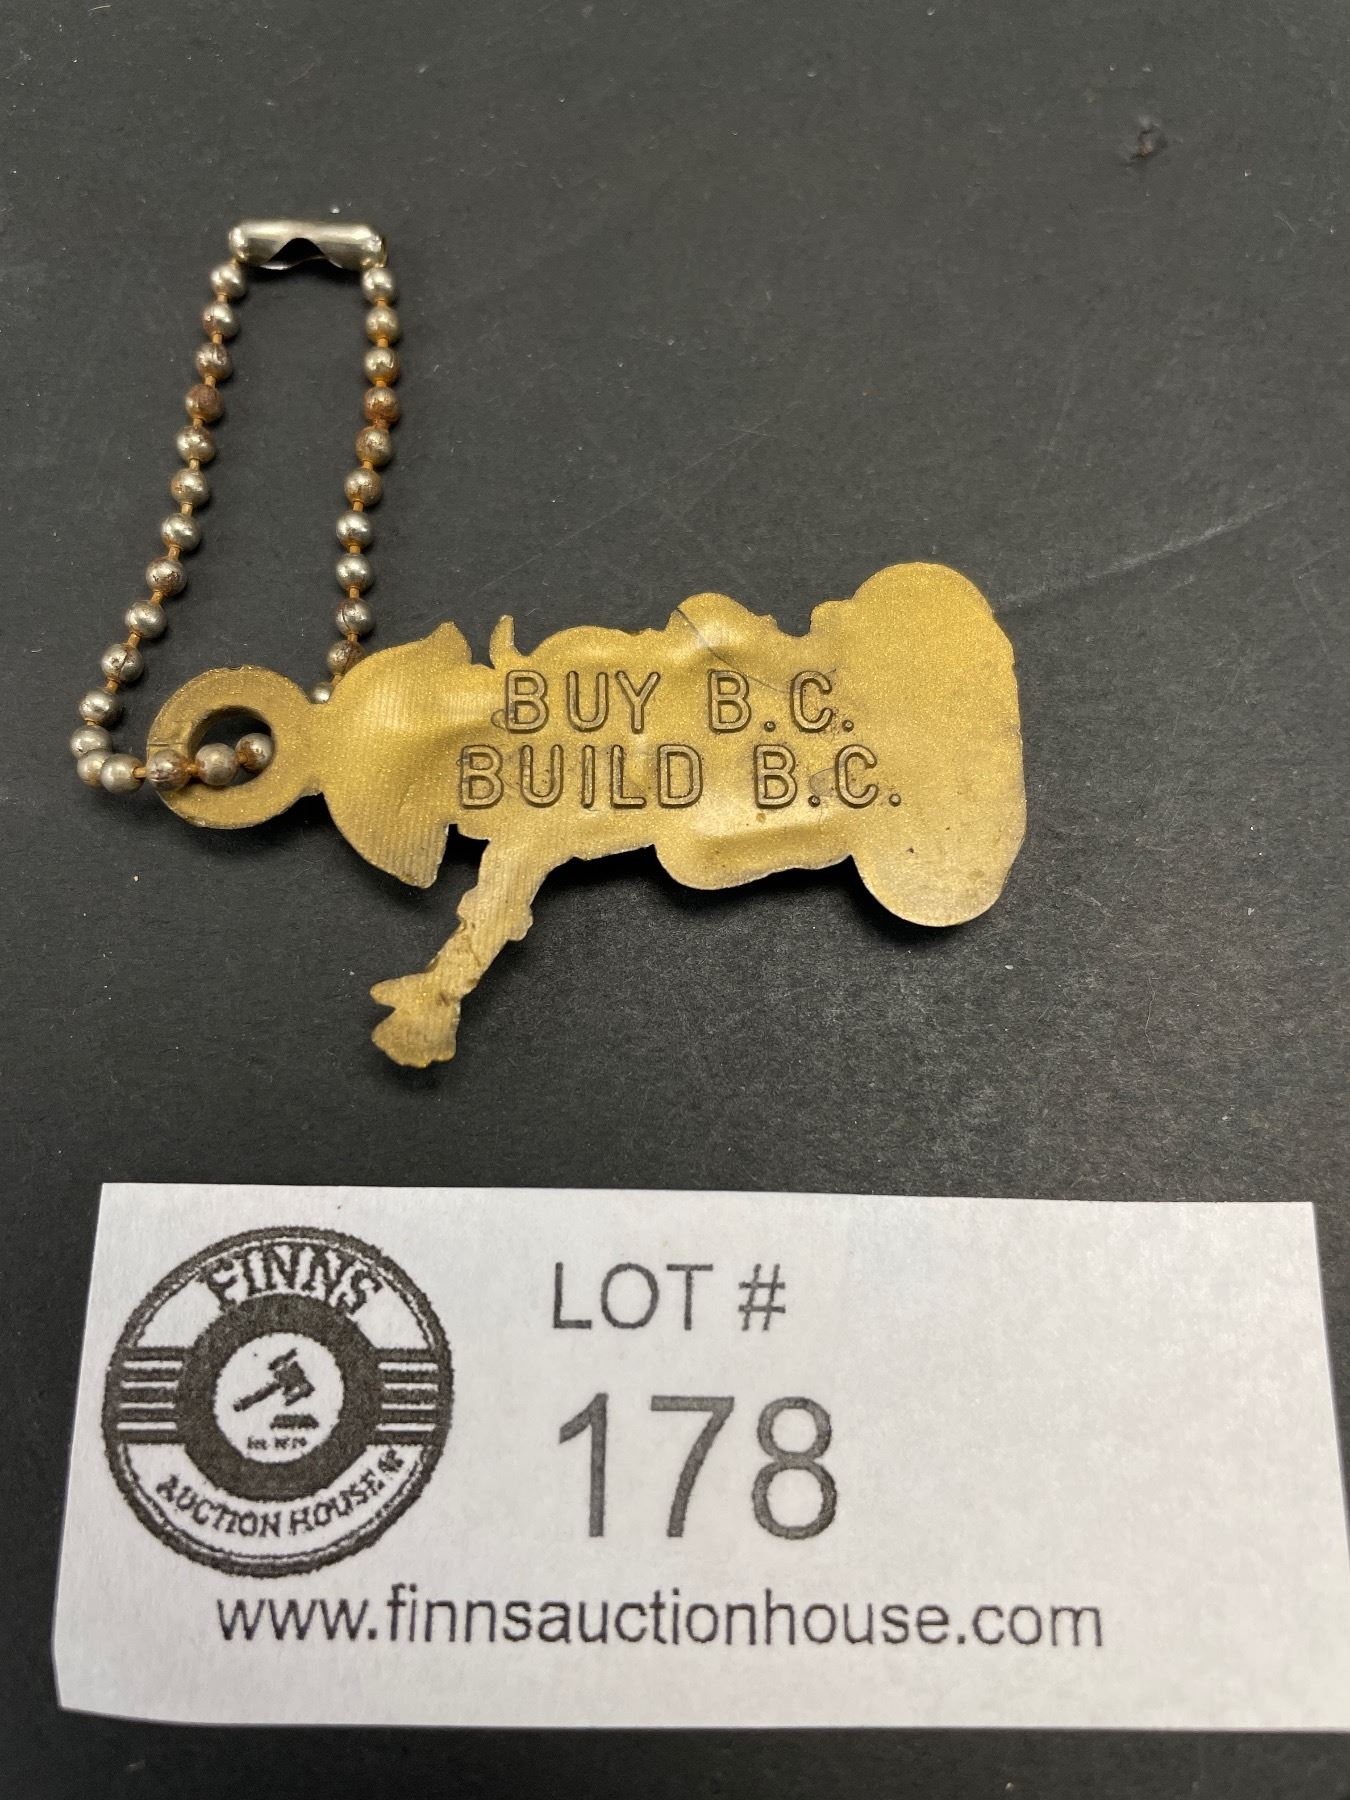 BUY B.C.
BUILD B.C.
FINNS
AUCTION HOUSE
LOT #
178
www.finnsauctionhouse.com